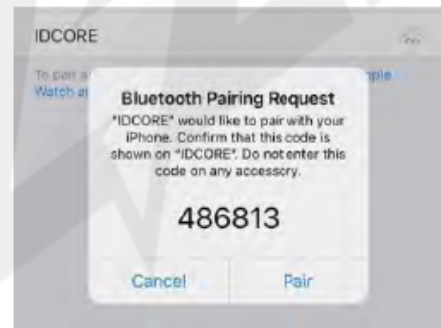 IDCORE
To pair a
Watch ap
Bluetooth Pairing Request
"IDCORE" would like to pair with your
iPhone. Confirm that this code is
shown on "IDCORE". Do not enter this
code on any accessory.
486813
Cancel
Pair